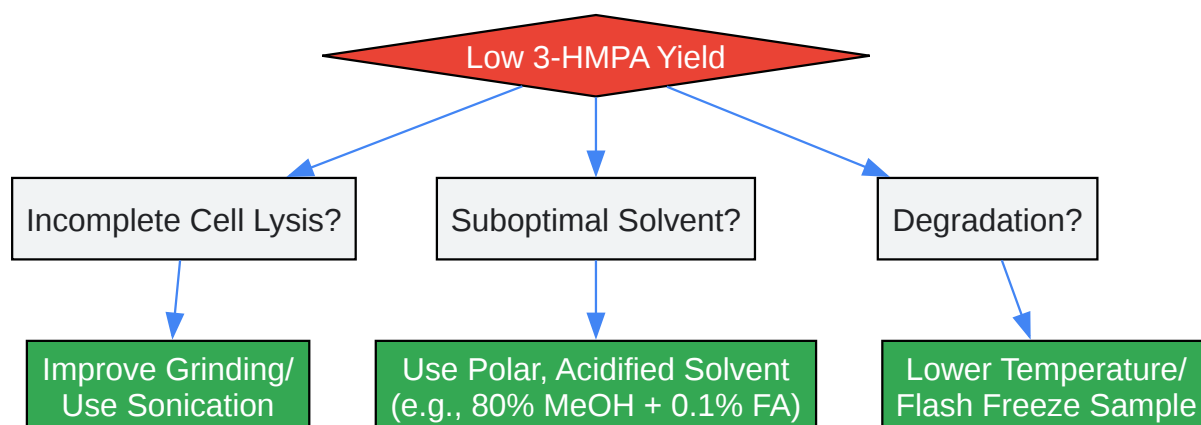 Low 3-HMPA Yield
Incomplete Cell Lysis?
Suboptimal Solvent?
Degradation?
Improve Grinding/
Use Sonication
Use Polar, Acidified Solvent
(e.g., 80% MeOH + 0.1% FA)
Lower Temperature/
Flash Freeze Sample